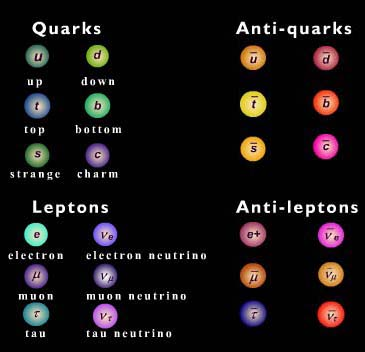 Quarks Anti-quarks
u d u̅ d̅
up down
t b t̅ b̅
top bottom
s c s̅ c̅
strange charm
Leptons Anti-leptons
e νe e+ ν̅e
electron electron neutrino
μ νμ μ̅ ν̅μ
muon muon neutrino
τ ντ τ̅ ν̅τ
tau tau neutrino